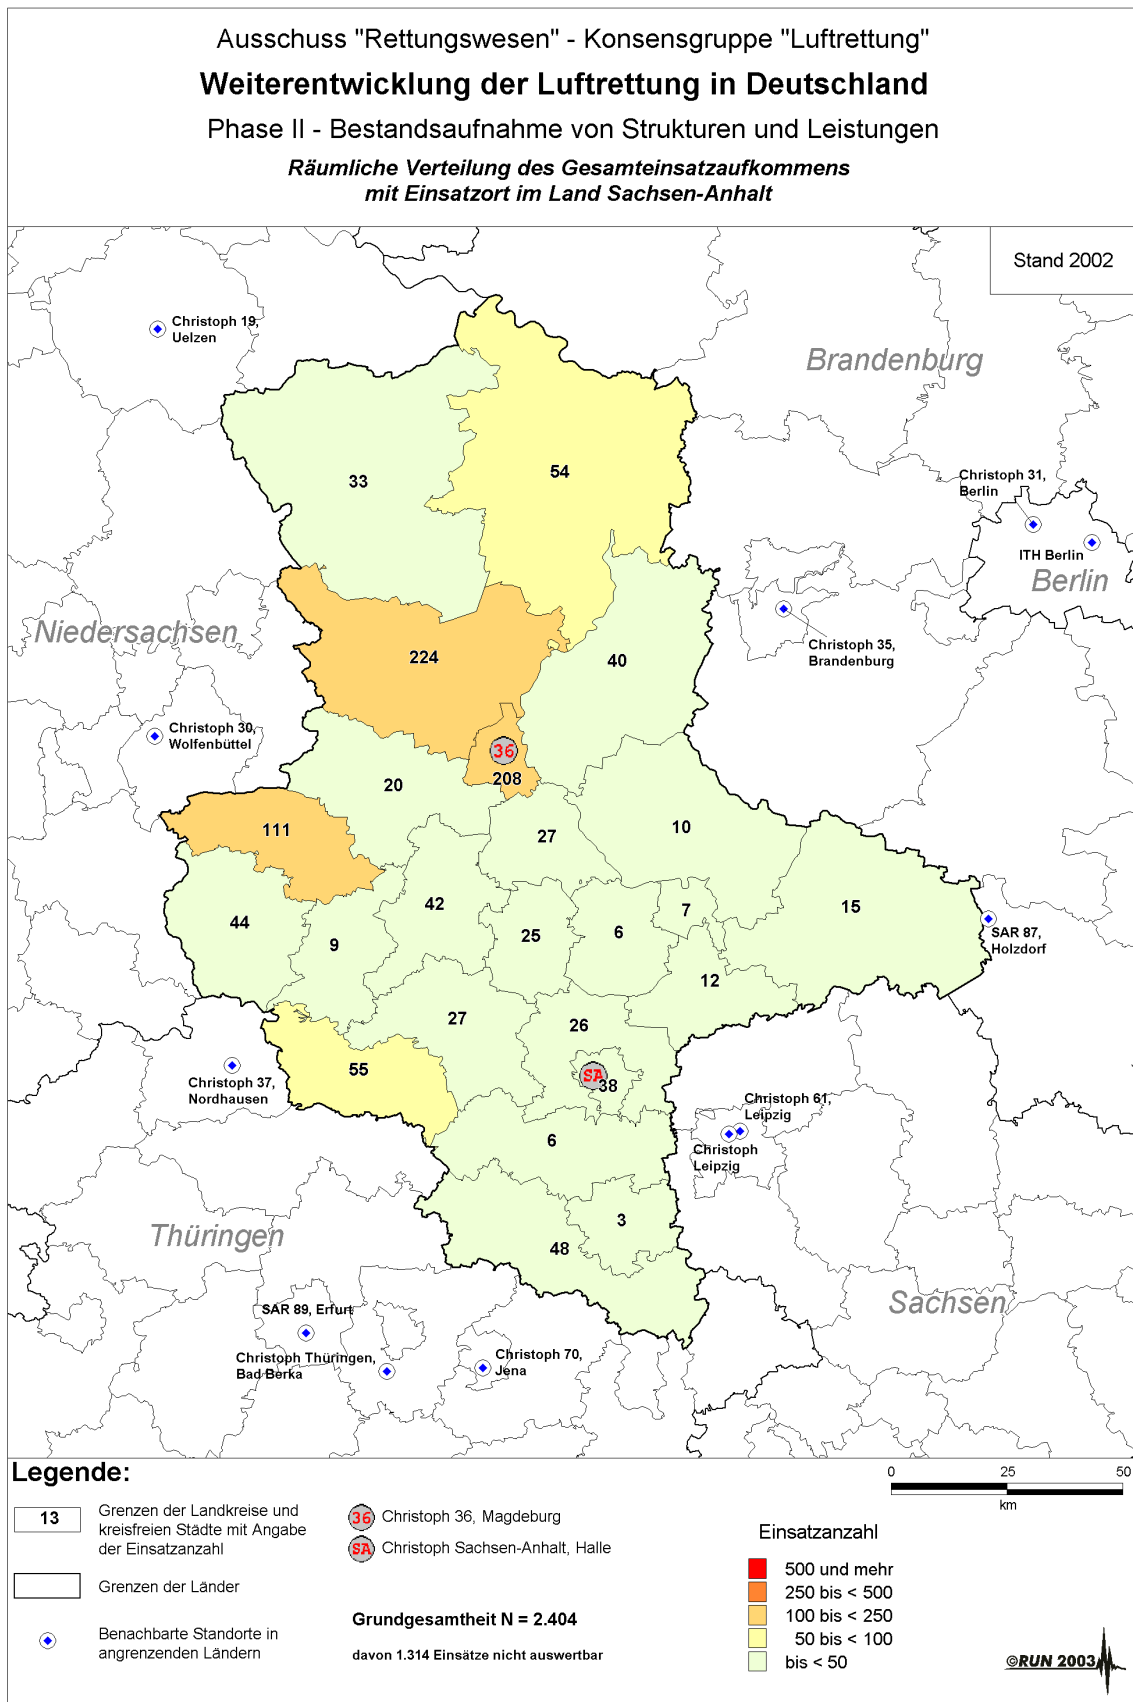 Ausschuss "Rettungswesen" - Konsensgruppe "Luftrettung"
Weiterentwicklung der Luftrettung in Deutschland
Phase II - Bestandsaufnahme von Strukturen und Leistungen
Räumliche Verteilung des Gesamteinsatzaufkommens
mit Einsatzort im Land Sachsen-Anhalt
Stand 2002
Christoph 19,
Uelzen
Brandenburg
33
54
Christoph 31,
Berlin
ITH Berlin
Berlin
Niedersachsen
224
40
Christoph 35,
Brandenburg
Christoph 30,
Wolfenbüttel
36
208
20
111
27
10
44
9
42
25
6
7
15
SAR 87,
Holzdorf
12
27
26
55
SA
38
Christoph 37,
Nordhausen
Christoph 61,
Leipzig
Christoph
Leipzig
6
3
48
Thüringen
Sachsen
SAR 89, Erfurt
Christoph Thüringen,
Bad Berka
Christoph 70,
Jena
Legende:
13
Grenzen der Landkreise und
kreisfreien Städte mit Angabe
der Einsatzanzahl
Grenzen der Länder
Benachbarte Standorte in
angrenzenden Ländern
36 Christoph 36, Magdeburg
SA Christoph Sachsen-Anhalt, Halle
Grundgesamtheit N = 2.404
davon 1.314 Einsätze nicht auswertbar
0 25 50
km
Einsatzanzahl
500 und mehr
250 bis < 500
100 bis < 250
50 bis < 100
bis < 50
©RUN 2003